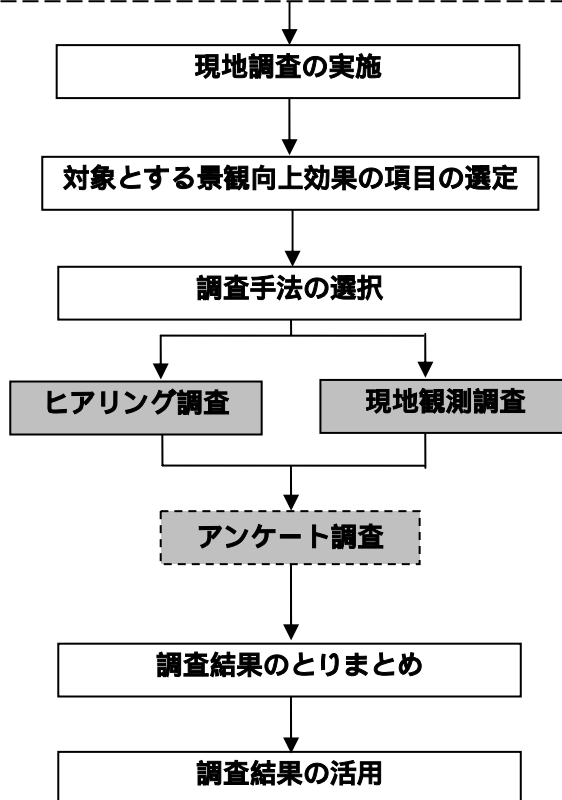 現地調査の実施
対象とする景観向上効果の項目の選定
調査手法の選択
ヒアリング調査
現地観測調査
アンケート調査
調査結果のとりまとめ
調査結果の活用